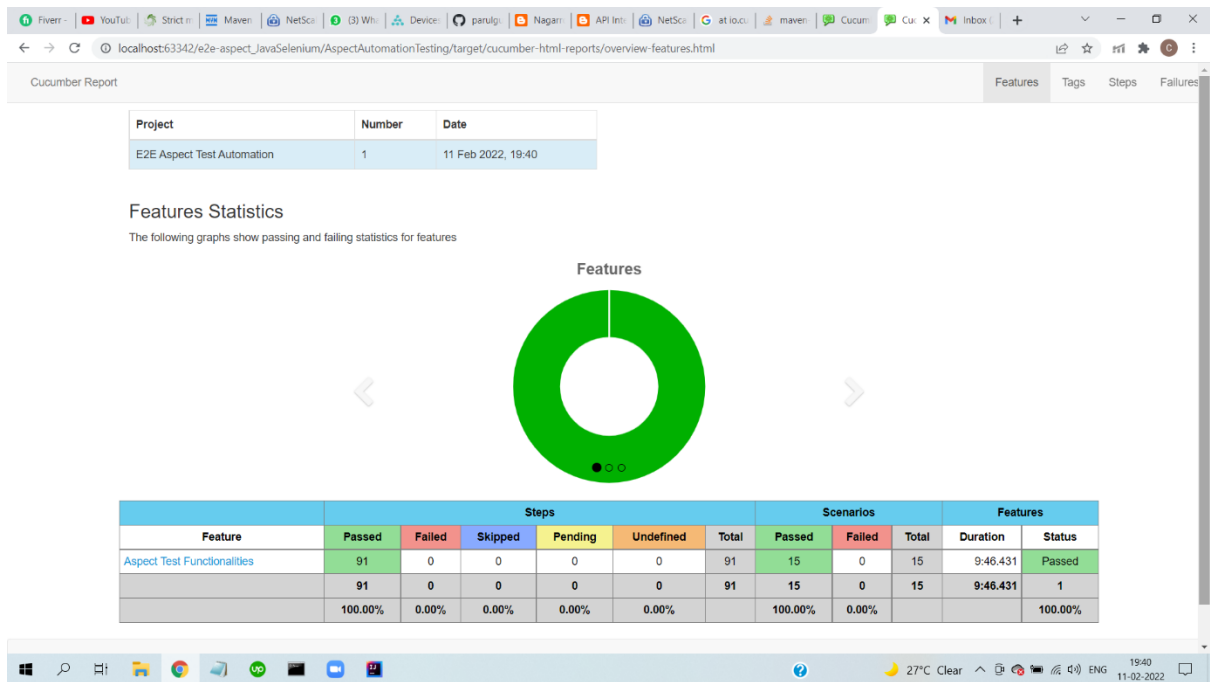 Fiverr - YouTub Strict m Maven NetSca (3) Wha Device: parulgu Nagarr API Inte NetSca at io.cu maven- Cucum Cuc Inbox (
localhost:63342/e2e-aspect_JavaSelenium/AspectAutomationTesting/target/cucumber-html-reports/overview-features.html
Cucumber Report Features Tags Steps Failures
Project Number Date
E2E Aspect Test Automation 1 11 Feb 2022, 19:40
Features Statistics
The following graphs show passing and failing statistics for features
Features
Steps Scenarios Features
Feature Passed Failed Skipped Pending Undefined Total Passed Failed Total Duration Status
Aspect Test Functionalities 91 0 0 0 0 91 15 0 15 9:46.431 Passed
91 0 0 0 0 91 15 0 15 9:46.431 1
100.00% 0.00% 0.00% 0.00% 0.00% 100.00% 0.00% 100.00%
27°C Clear ENG 19:40
11-02-2022